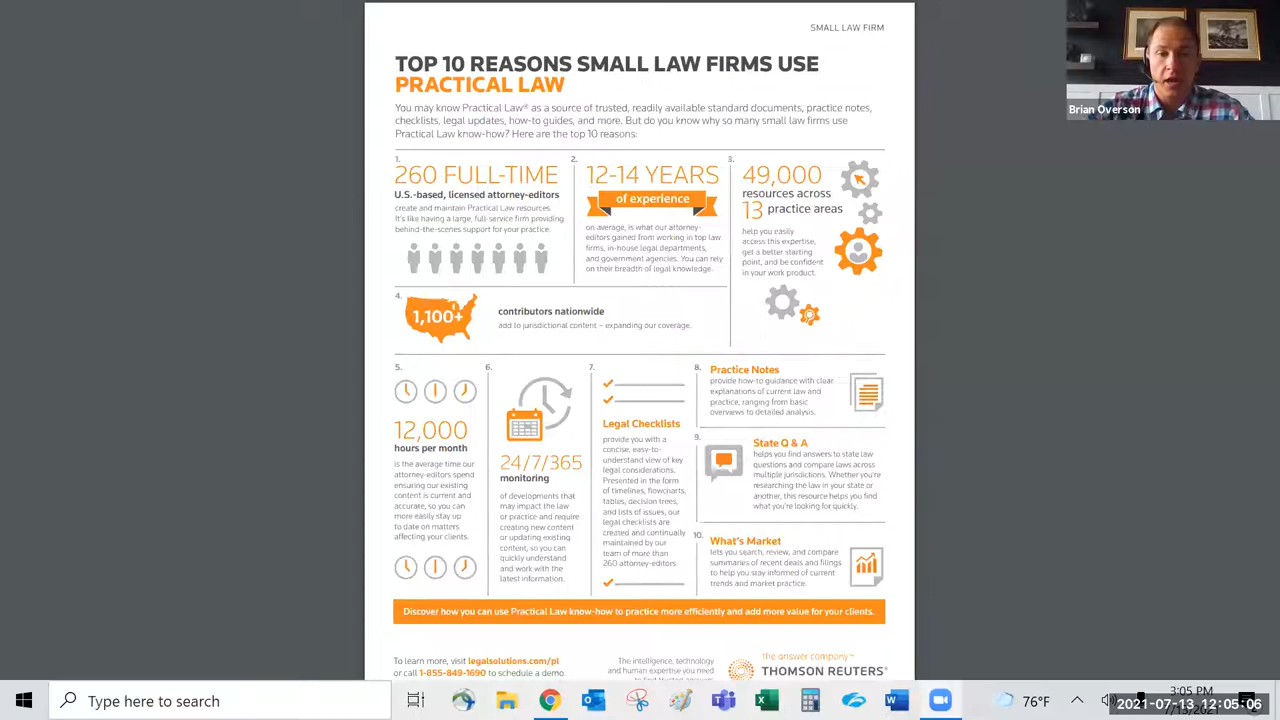 SMALL LAW FIRM
TOP 10 REASONS SMALL LAW FIRMS USE
PRACTICAL LAW
You may know Practical Law® as a source of trusted, readily available standard documents, practice notes,
checklists, legal updates, how-to guides, and more. But do you know why so many small law firms use
Practical Law know-how? Here are the top 10 reasons:
1.
260 FULL-TIME
U.S.-based, licensed attorney-editors
create and maintain Practical Law resources.
It's like having a large, full-service firm providing
behind-the-scenes support for your practice.
2.
12-14 YEARS
of experience
on average, is what our attorney-
editors gained from working in top law
firms, in-house legal departments,
and government agencies. You can rely
on their breadth of legal knowledge.
3.
49,000
resources across
13 practice areas
help you easily
access this expertise,
get a better starting
point, and be confident
in your work product.
4.
1,100+
contributors nationwide
add to jurisdictional content – expanding our coverage.
5.
12,000
hours per month
is the average time our
attorney-editors spend
ensuring our existing
content is current and
accurate, so you can
more easily stay up
to date on matters
affecting your clients.
6.
24/7/365
monitoring
of developments that
may impact the law
or practice and require
creating new content
or updating existing
content, so you can
quickly understand
and work with the
latest information.
7.
Legal Checklists
provide you with a
concise, easy-to-
understand view of key
legal considerations.
Presented in the form
of timelines, flowcharts,
tables, decision trees,
and lists of issues, our
legal checklists are
created and continually
maintained by our
team of more than
260 attorney-editors.
8.
Practice Notes
provide how-to guidance with clear
explanations of current law and
practice, ranging from basic
overviews to detailed analysis.
9.
State Q & A
helps you find answers to state law
questions and compare laws across
multiple jurisdictions. Whether you're
researching the law in your state or
another, this resource helps you find
what you're looking for quickly.
10.
What's Market
lets you search, review, and compare
summaries of recent deals and filings
to help you stay informed of current
trends and market practice.
Discover how you can use Practical Law know-how to practice more efficiently and add more value for your clients.
To learn more, visit legalsolutions.com/pl
or call 1-855-849-1690 to schedule a demo.
The intelligence, technology
and human expertise you need
to find trusted answers
the answer company™
THOMSON REUTERS®
Brian Overson
Type here to search
76°F
3:05 PM
2021-07-13 12:05:06